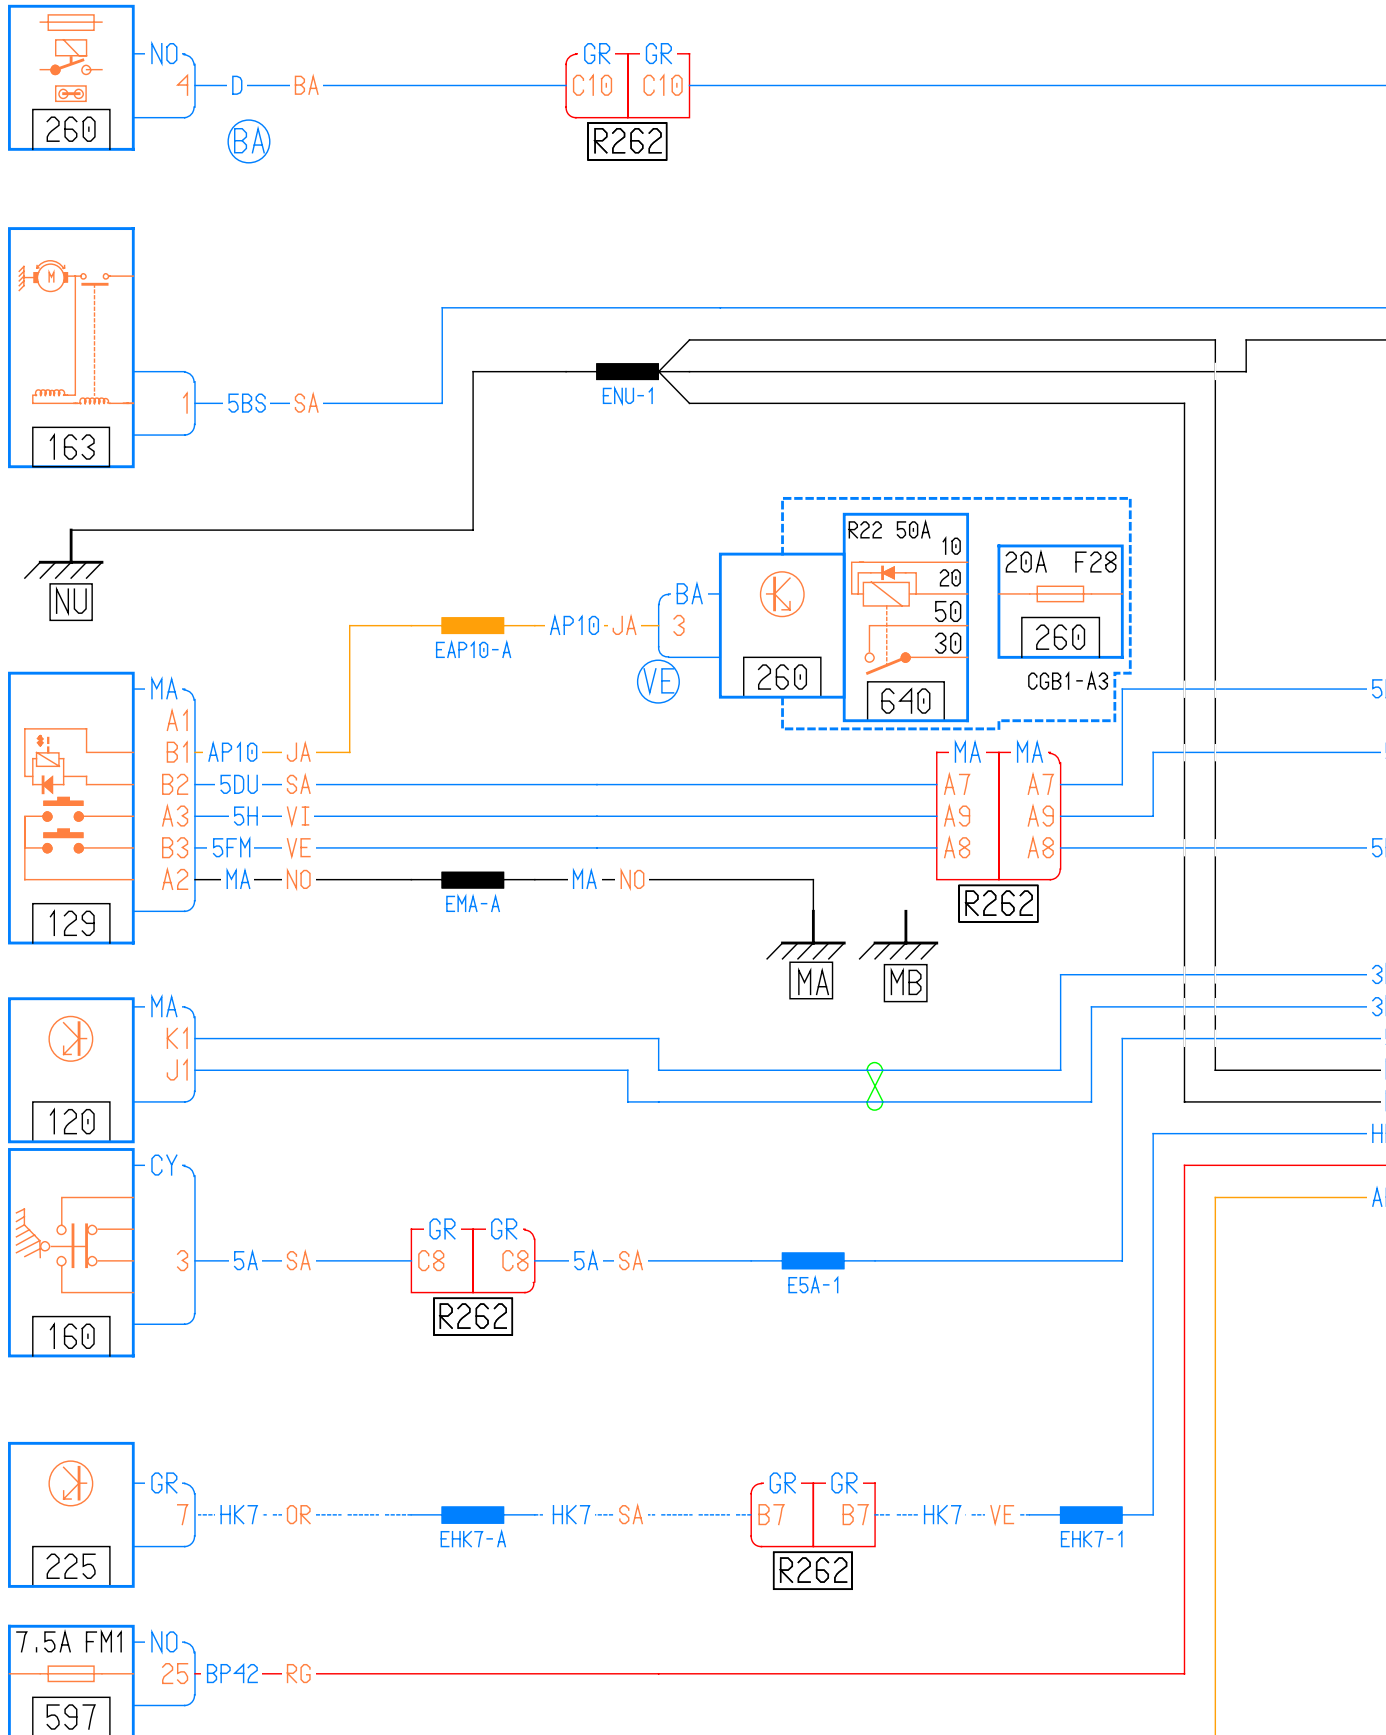 NO
GR GR
4 D BA C10 C10
260
BA
R262
M
ENU-1
1 5BS SA
163
R22 50A
10
20A F28
20
NU
BA
50
EAP10-A
AP10 JA 3
30
260
VE
260
640
CGB1-A3
MA
A1
B1 AP10 JA
MA MA
B2 5DU SA A7 A7
A3 5H VI A9 A9
B3 5FM VE A8 A8
A2 MA NO MA NO
EMA-A
R262
129
MA
MB
MA
K1
J1
120
CY
GR GR
3 5A SA C8 C8 5A SA
E5A-1
R262
160
GR
GR GR
7 HK7 OR HK7 SA B7 B7 HK7 VE
EHK7-A
EHK7-1
R262
225
7.5A FM1 NO
25 BP42 RG
597